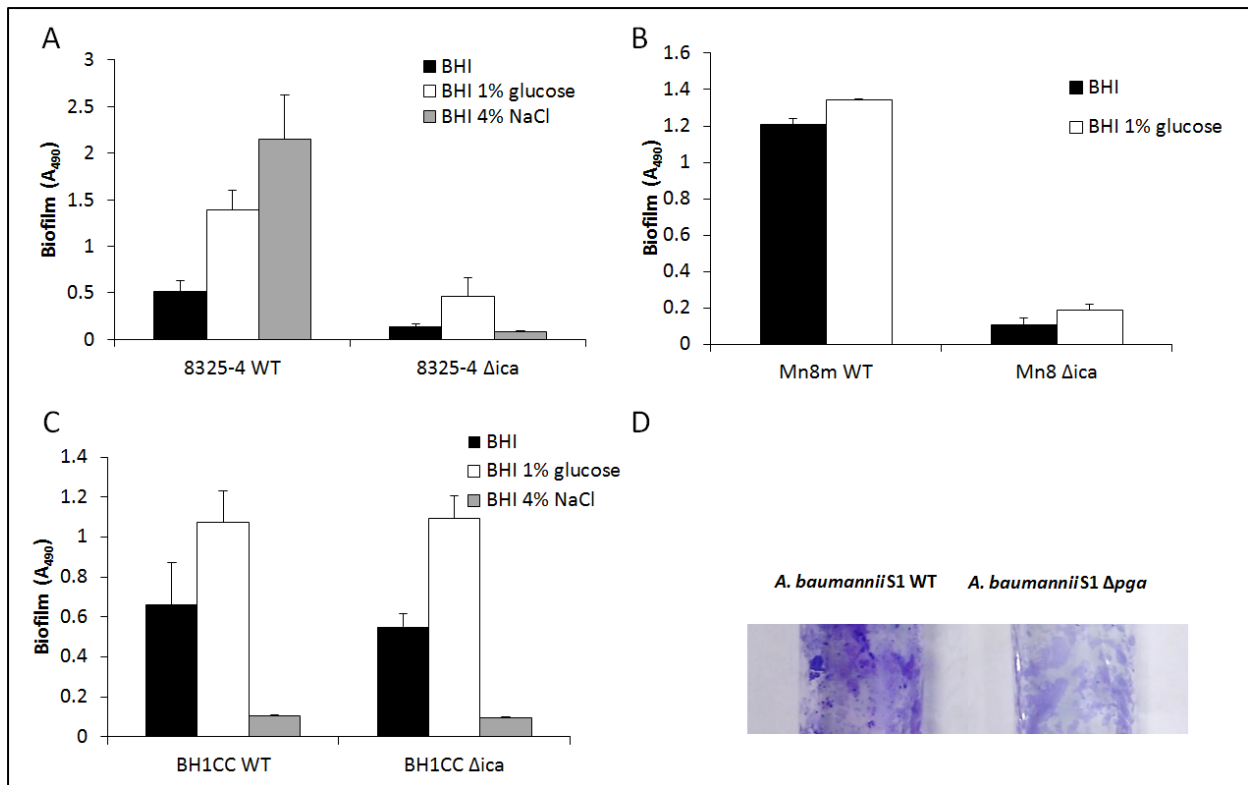 A
3
2.5
2
1.5
1
0.5
0
Biofilm (A490)
BHI
BHI 1% glucose
BHI 4% NaCl
8325-4 WT
8325-4 Δica
B
1.6
1.4
1.2
1
0.8
0.6
0.4
0.2
0
Biofilm (A490)
BHI
BHI 1% glucose
Mn8m WT
Mn8 Δica
C
1.4
1.2
1
0.8
0.6
0.4
0.2
0
Biofilm (A490)
BHI
BHI 1% glucose
BHI 4% NaCl
BH1CC WT
BH1CC Δica
D
A. baumannii S1 WT
A. baumannii S1 Δpga